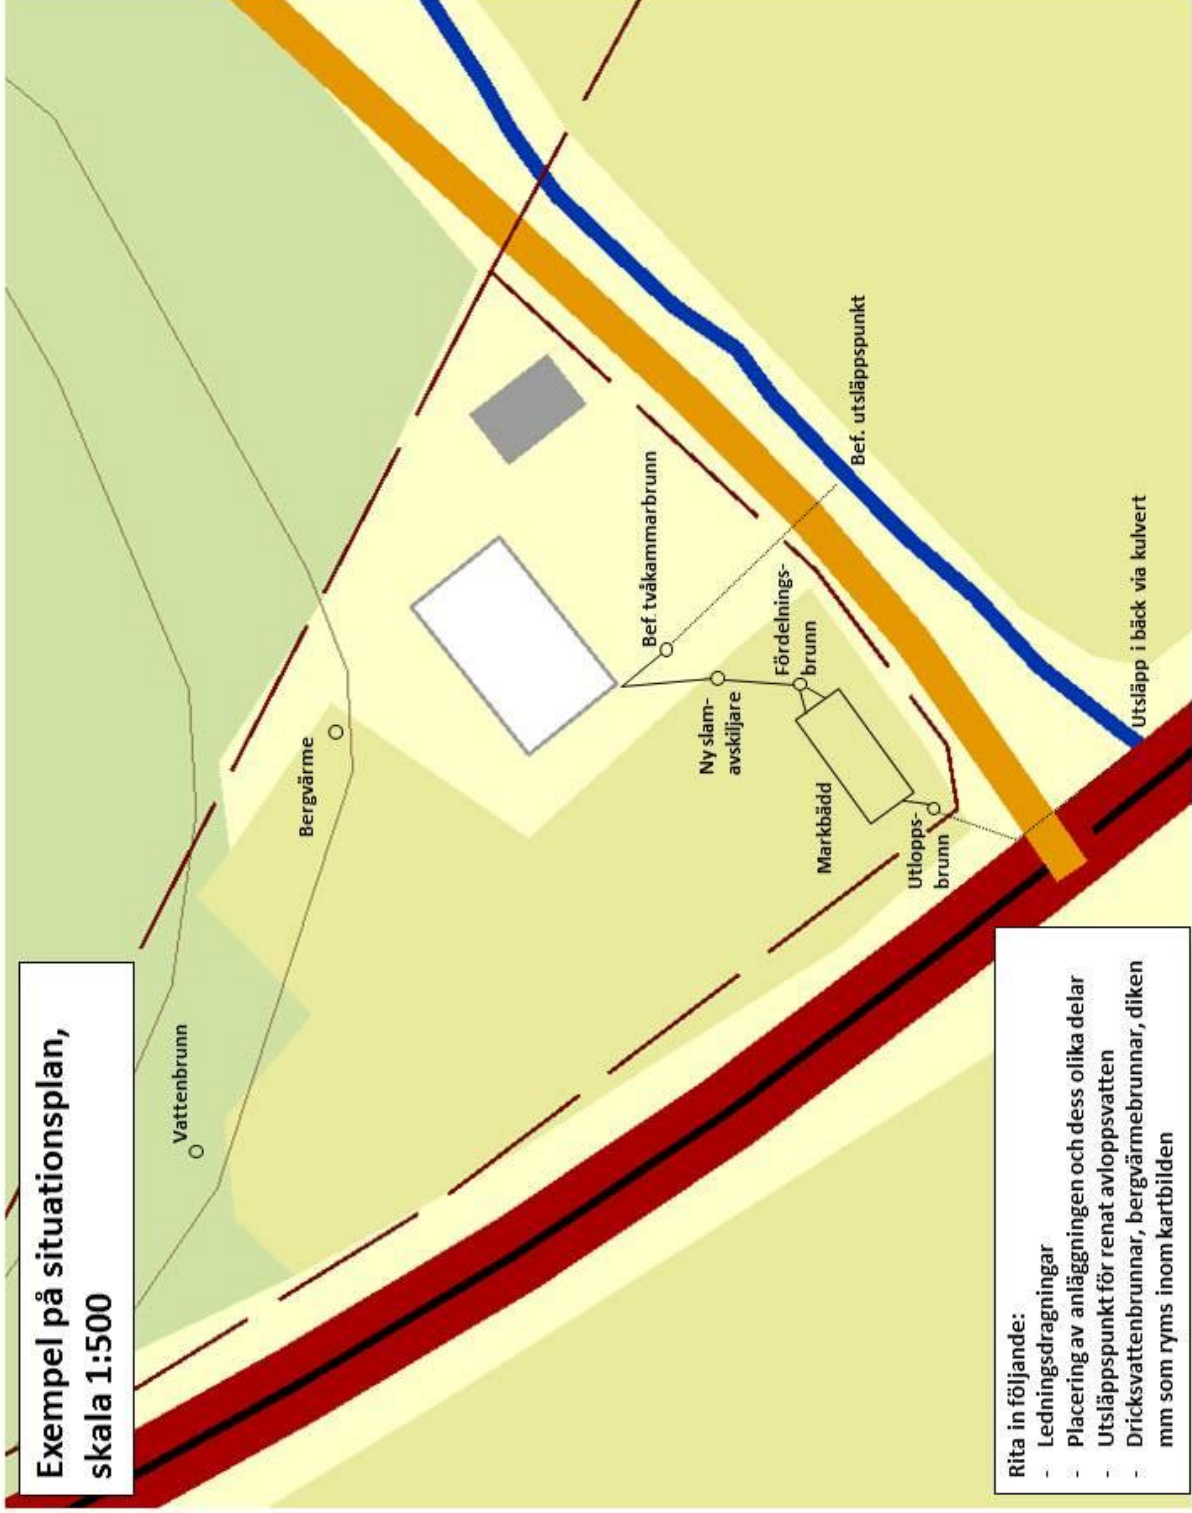 Exempel på situationsplan,
skala 1:500
Vattenbrunn
Bergvärme
Bef. tvåkammarbrunn
Ny slam-
avskiljare
Fördelnings-
brunn
Markbädd
Utlopps-
brunn
Bef. utsläppspunkt
Utsläpp i bäck via kulvert
Rita in följande:
- Ledningsdragningar
- Placering av anläggningen och dess olika delar
- Utsläppspunkt för renat avloppsvatten
- Dricksvattenbrunnar, bergvärmebrunnar, diken
mm som ryms inom kartbilden